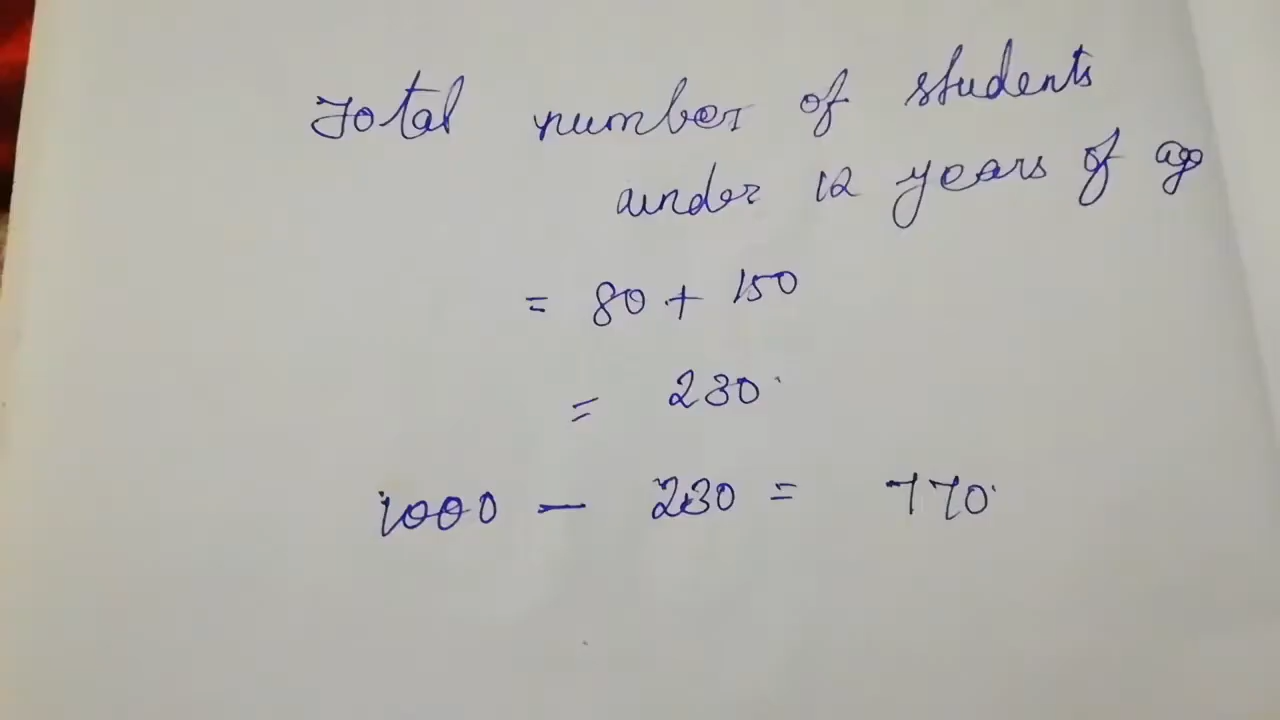 Total number of students
under 12 years of age
= 80 + 150
= 230
1000 - 230 = 770